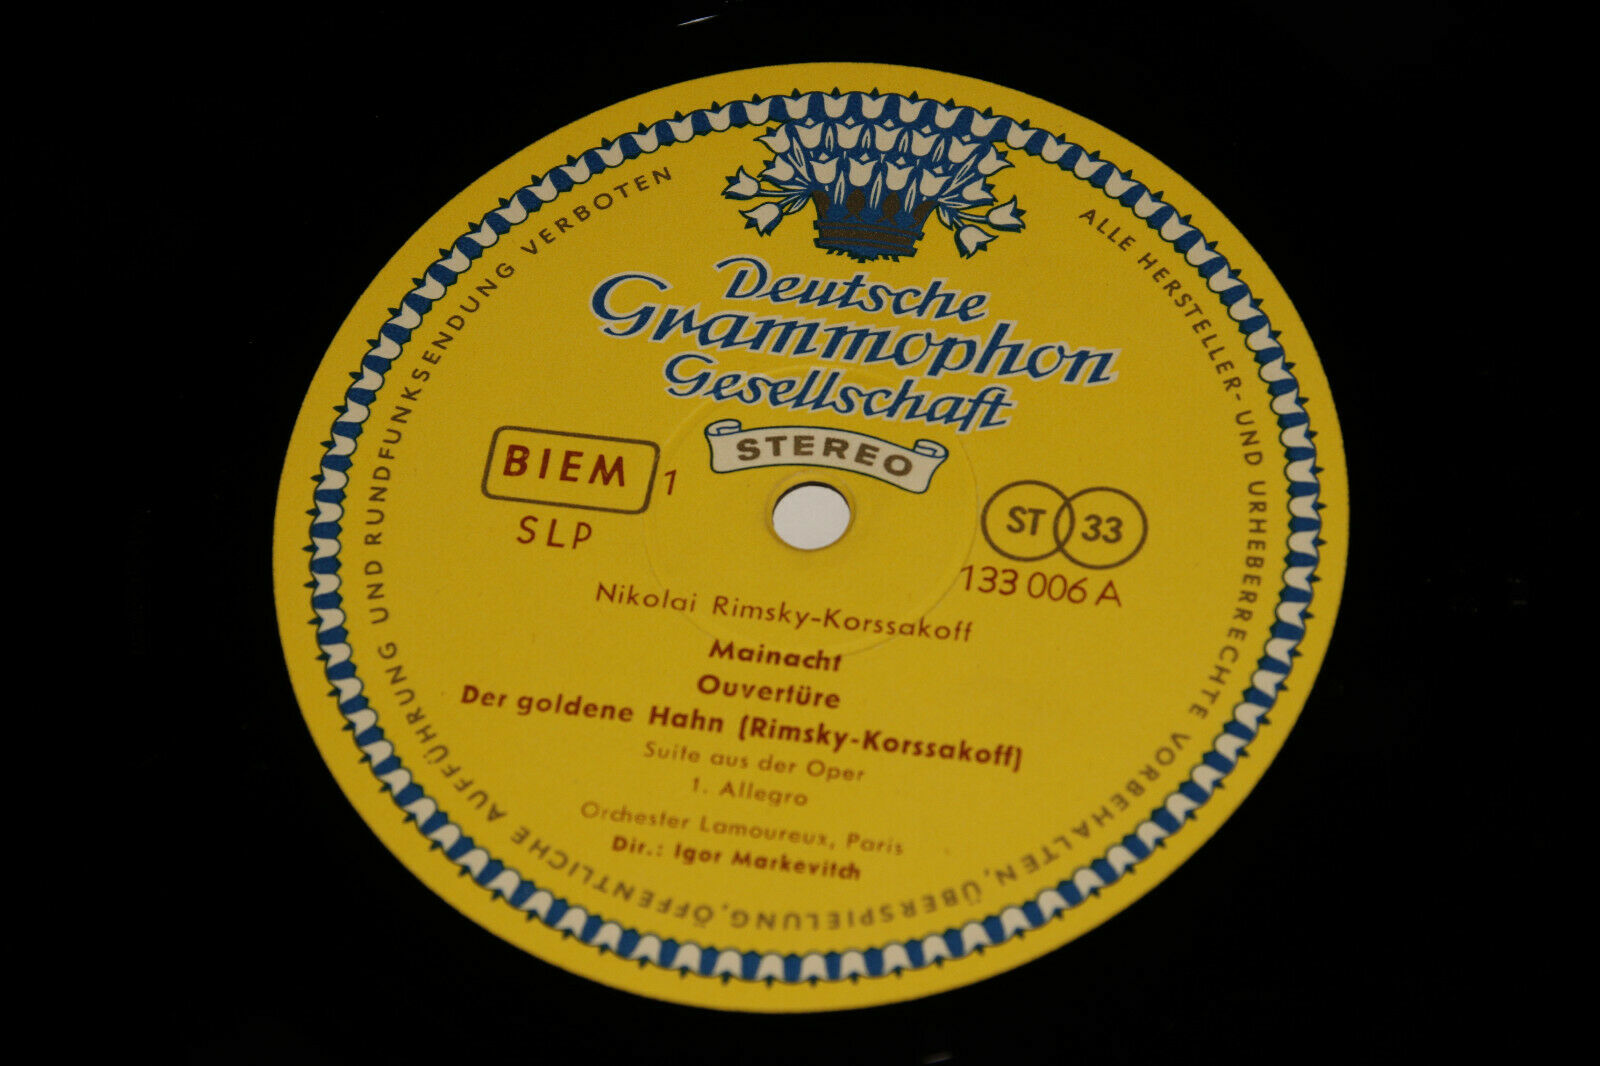 Deutsche
Grammophon
Gesellschaft
STEREO
BIEM 1
SLP
ST 33
133 006 A
Nikolai Rimsky-Korssakoff
Mainacht
Ouvertüre
Der goldene Hahn (Rimsky-Korssakoff)
Suite aus der Oper
1. Allegro
Orchester Lamoureux, Paris
Dir.: Igor Markevitch
ALLE HERSTELLER- UND URHEBERRECHTE VORBEHALTEN, ÜBERSPIELUNG, ÖFFENTLICHE AUFFÜHRUNG UND RUNDFUNKSENDUNG VERBOTEN